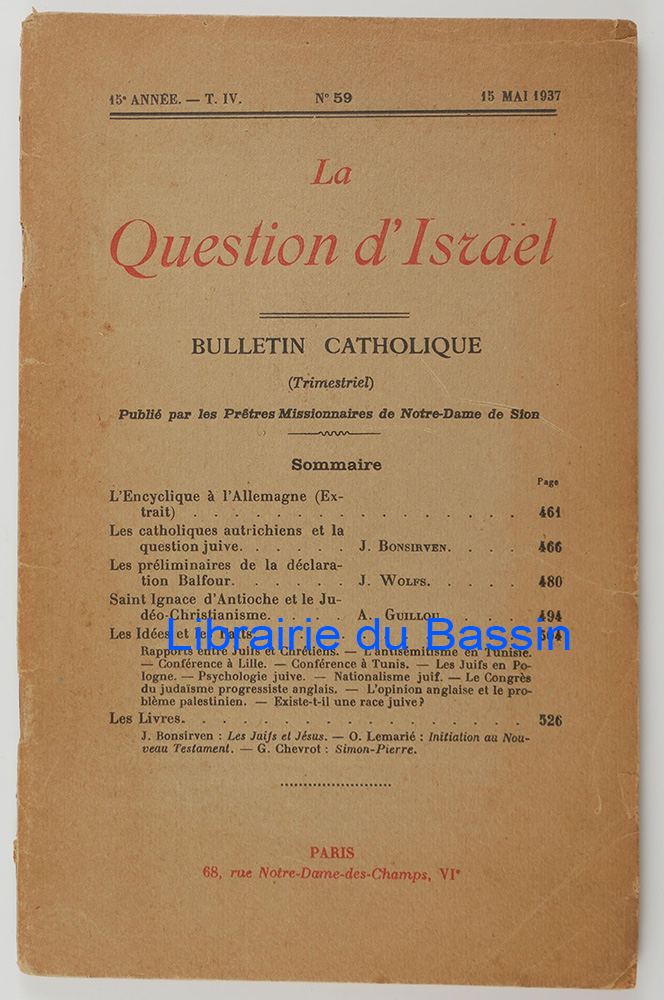 15e ANNÉE. — T. IV. N° 59 15 MAI 1937
La
Question d'Israël
BULLETIN CATHOLIQUE
(Trimestriel)
Publié par les Prêtres Missionnaires de Notre-Dame de Sion
Sommaire
Page
L'Encyclique à l'Allemagne (Ex-
trait) . . . . . . . . . . . . . . . . 461
Les catholiques autrichiens et la
question juive. . . . . . J. BONSIRVEN. . . . 466
Les préliminaires de la déclara-
tion Balfour. . . . . . J. WOLFS. . . . . 480
Saint Ignace d'Antioche et le Ju-
déo-Christianisme. . . . . A. GUILLOU . . . . 494
Les Idées et les Faits. . . . . . . . . . . . . 504
Librairie du Bassin
Rapports entre Juifs et Chrétiens. — L'antisémitisme en Tunisie.
— Conférence à Lille. — Conférence à Tunis. — Les Juifs en Po-
logne. — Psychologie juive. — Nationalisme juif. — Le Congrès
du judaïsme progressiste anglais. — L'opinion anglaise et le pro-
blème palestinien. — Existe-t-il une race juive?
Les Livres. . . . . . . . . . . . . . . . . 526
J. Bonsirven : Les Juifs et Jésus. — O. Lemarié : Initiation au Nou-
veau Testament. — G. Chevrot : Simon-Pierre.
PARIS
68, rue Notre-Dame-des-Champs, VIe